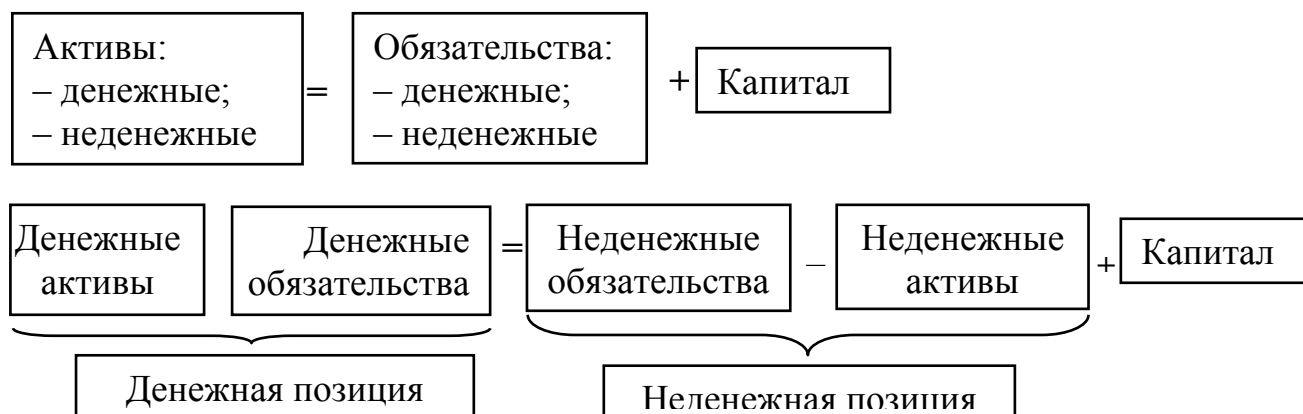 Активы:
– денежные;
– неденежные
=
Обязательства:
– денежные;
– неденежные
+
Капитал
Денежные
активы
Денежные
обязательства
=
Неденежные
обязательства
–
Неденежные
активы
+
Капитал
Денежная позиция
Неденежная позиция